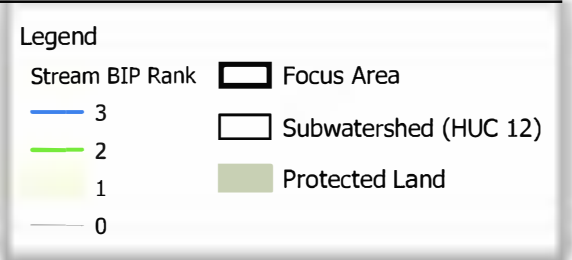 Legend
Stream BIP Rank
3
2
1
0
Focus Area
Subwatershed (HUC 12)
Protected Land